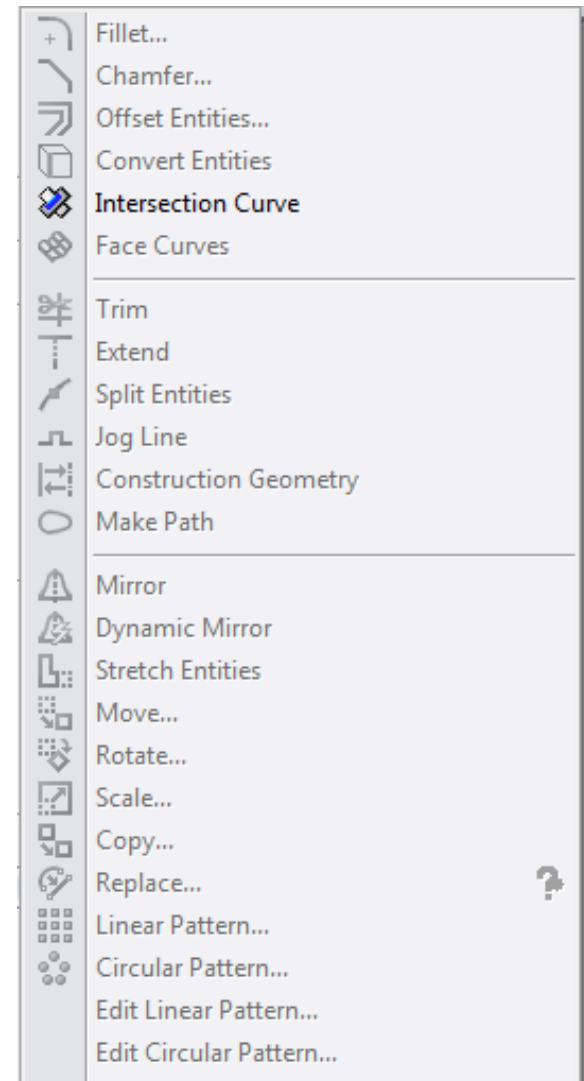 Fillet...
Chamfer...
Offset Entities...
Convert Entities
Intersection Curve
Face Curves
Trim
Extend
Split Entities
Jog Line
Construction Geometry
Make Path
Mirror
Dynamic Mirror
Stretch Entities
Move...
Rotate...
Scale...
Copy...
Replace...
Linear Pattern...
Circular Pattern...
Edit Linear Pattern...
Edit Circular Pattern...